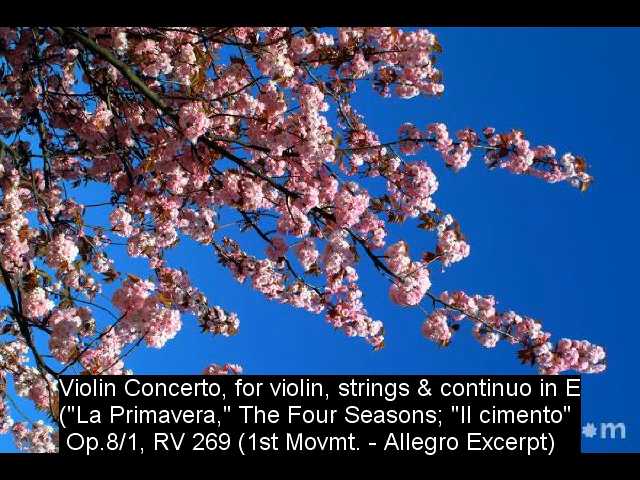 Violin Concerto, for violin, strings & continuo in E
("La Primavera," The Four Seasons; "Il cimento"
Op.8/1, RV 269 (1st Movmt. - Allegro Excerpt)